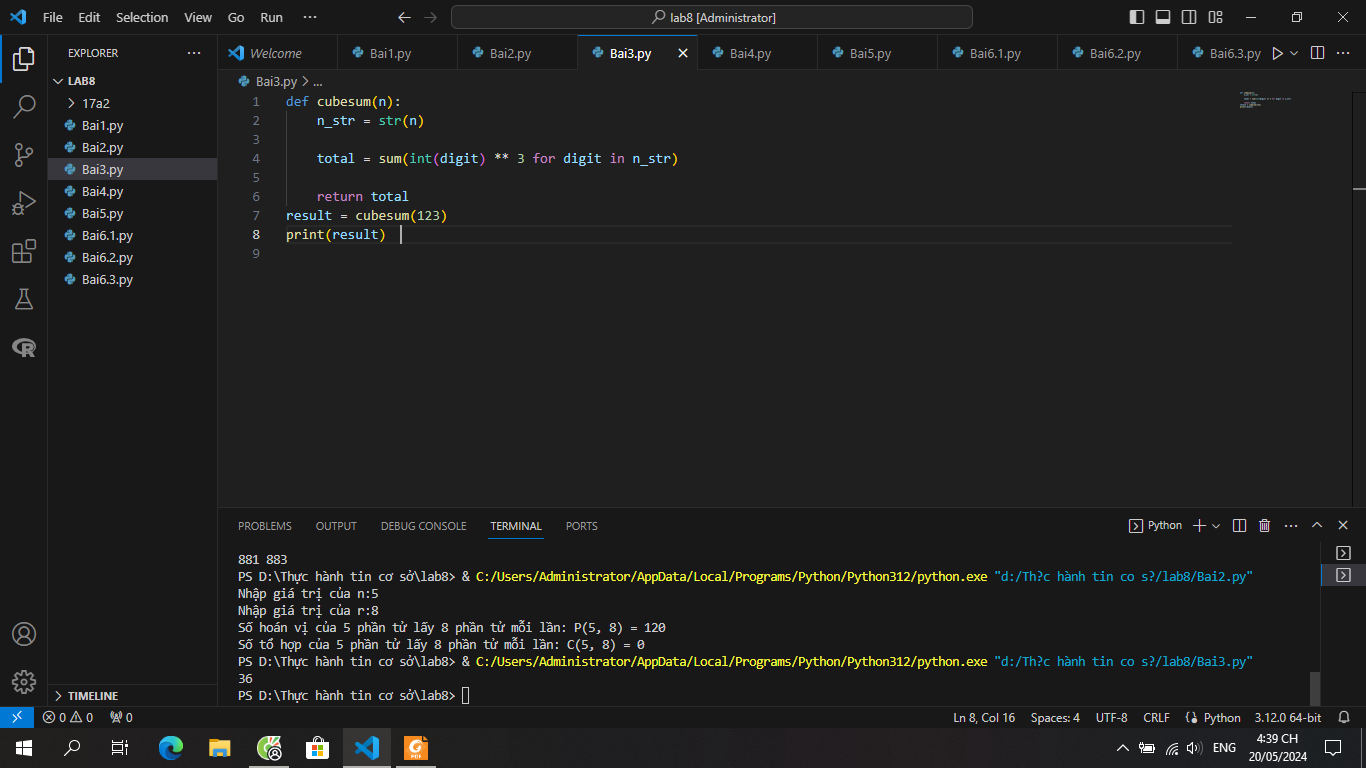 File Edit Selection View Go Run ··· lab8 [Administrator]
EXPLORER ···
LAB8
17a2
Bai1.py
Bai2.py
Bai3.py
Bai4.py
Bai5.py
Bai6.1.py
Bai6.2.py
Bai6.3.py
TIMELINE
Welcome Bai1.py Bai2.py Bai3.py Bai4.py Bai5.py Bai6.1.py Bai6.2.py Bai6.3.py ···
Bai3.py > ...
1 def cubesum(n):
2     n_str = str(n)
3
4     total = sum(int(digit) ** 3 for digit in n_str)
5
6     return total
7 result = cubesum(123)
8 print(result)
9
PROBLEMS OUTPUT DEBUG CONSOLE TERMINAL PORTS Python ···
881 883
PS D:\Thực hành tin cơ sở\lab8> & C:/Users/Administrator/AppData/Local/Programs/Python/Python312/python.exe "d:/Th?c hành tin co s?/lab8/Bai2.py"
Nhập giá trị của n:5
Nhập giá trị của r:8
Số hoán vị của 5 phần tử lấy 8 phần tử mỗi lần: P(5, 8) = 120
Số tổ hợp của 5 phần tử lấy 8 phần tử mỗi lần: C(5, 8) = 0
PS D:\Thực hành tin cơ sở\lab8> & C:/Users/Administrator/AppData/Local/Programs/Python/Python312/python.exe "d:/Th?c hành tin co s?/lab8/Bai3.py"
36
PS D:\Thực hành tin cơ sở\lab8>
0 0 0 Ln 8, Col 16 Spaces: 4 UTF-8 CRLF Python 3.12.0 64-bit
PDF ENG 4:39 CH
20/05/2024